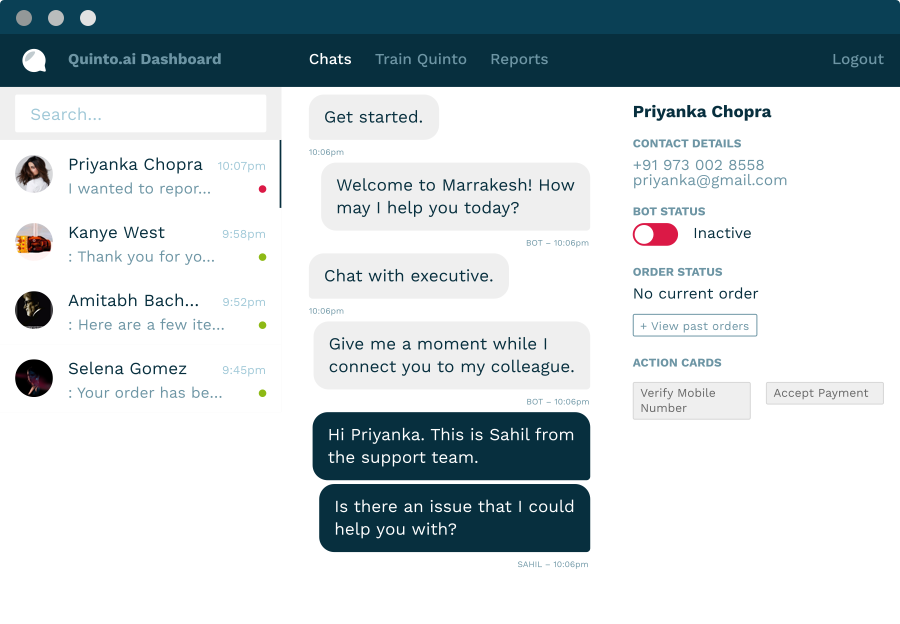 Quinto.ai Dashboard
Chats
Train Quinto
Reports
Logout
Search...
Priyanka Chopra
10:07pm
I wanted to repor...
Kanye West
9:58pm
: Thank you for yo...
Amitabh Bach...
9:52pm
: Here are a few ite...
Selena Gomez
9:45pm
: Your order has be...
Get started.
10:06pm
Welcome to Marrakesh! How
may I help you today?
BOT – 10:06pm
Chat with executive.
10:06pm
Give me a moment while I
connect you to my colleague.
BOT – 10:06pm
Hi Priyanka. This is Sahil from
the support team.
Is there an issue that I could
help you with?
SAHIL – 10:06pm
Priyanka Chopra
CONTACT DETAILS
+91 973 002 8558
priyanka@gmail.com
BOT STATUS
Inactive
ORDER STATUS
No current order
+ View past orders
ACTION CARDS
Verify Mobile
Number
Accept Payment